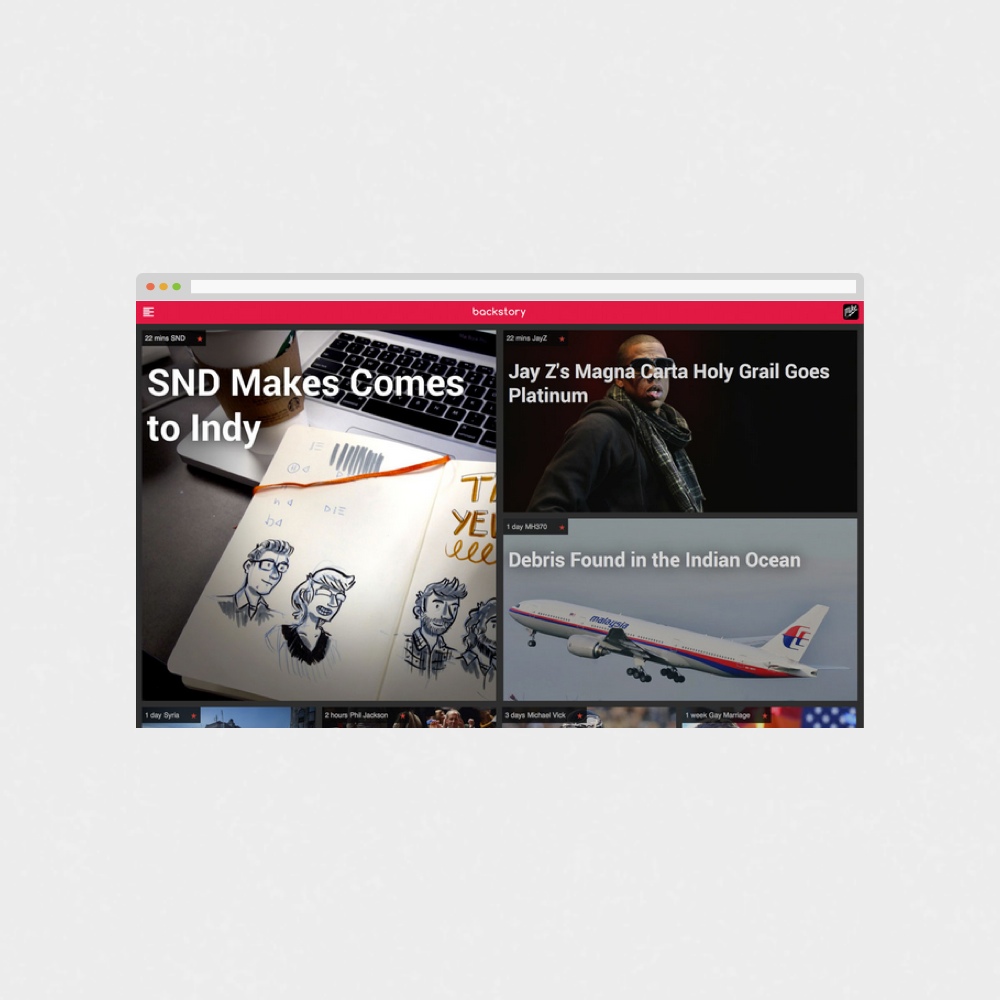 backstory
22 mins SND
SND Makes Comes
to Indy
22 mins JayZ
Jay Z's Magna Carta Holy Grail Goes
Platinum
1 day MH370
Debris Found in the Indian Ocean
malaysia
1 day Syria
2 hours Phil Jackson
3 days Michael Vick
1 week Gay Marriage